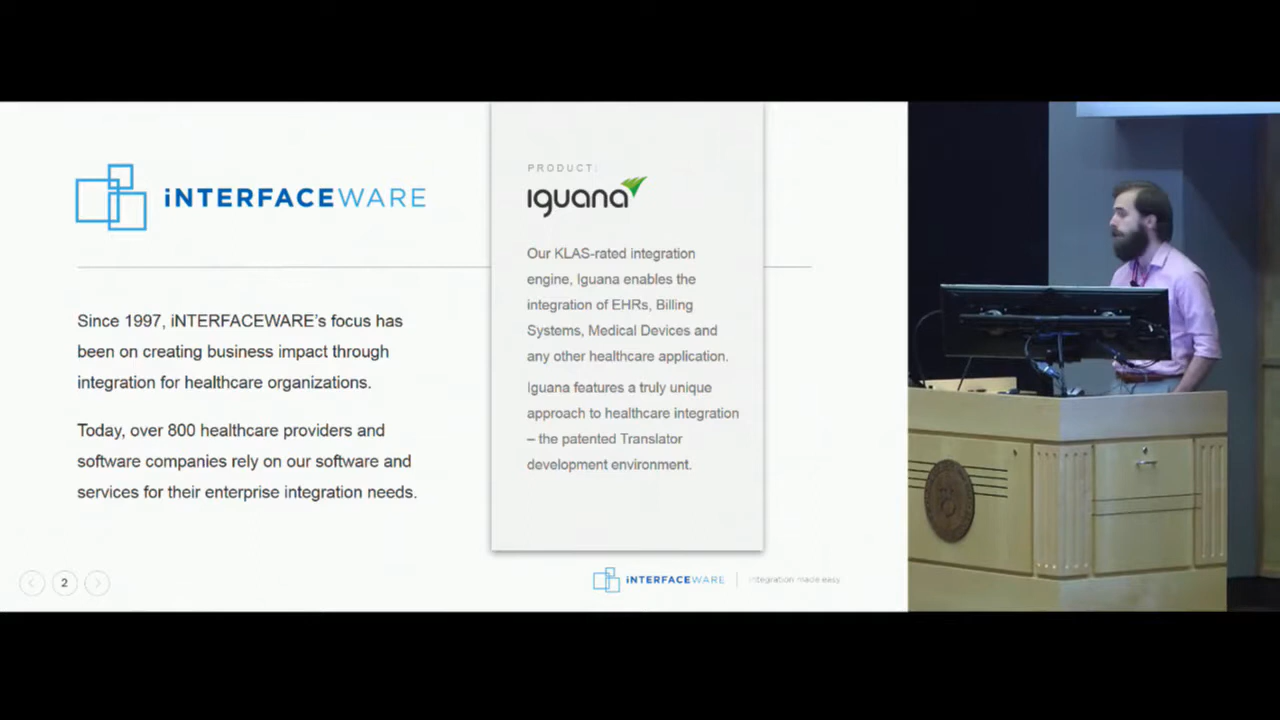 iNTERFACEWARE
Since 1997, iNTERFACEWARE's focus has
been on creating business impact through
integration for healthcare organizations.
Today, over 800 healthcare providers and
software companies rely on our software and
services for their enterprise integration needs.
PRODUCT:
iguana
Our KLAS-rated integration
engine, Iguana enables the
integration of EHRs, Billing
Systems, Medical Devices and
any other healthcare application.
Iguana features a truly unique
approach to healthcare integration
– the patented Translator
development environment.
2
iNTERFACEWARE
integration made easy